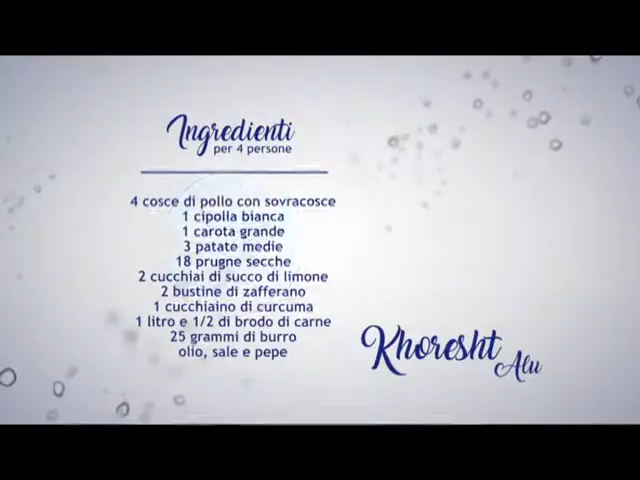 Ingredienti
per 4 persone
4 cosce di pollo con sovracosce
1 cipolla bianca
1 carota grande
3 patate medie
18 prugne secche
2 cucchiai di succo di limone
2 bustine di zafferano
1 cucchiaino di curcuma
1 litro e 1/2 di brodo di carne
25 grammi di burro
olio, sale e pepe
Khoresht
Alu